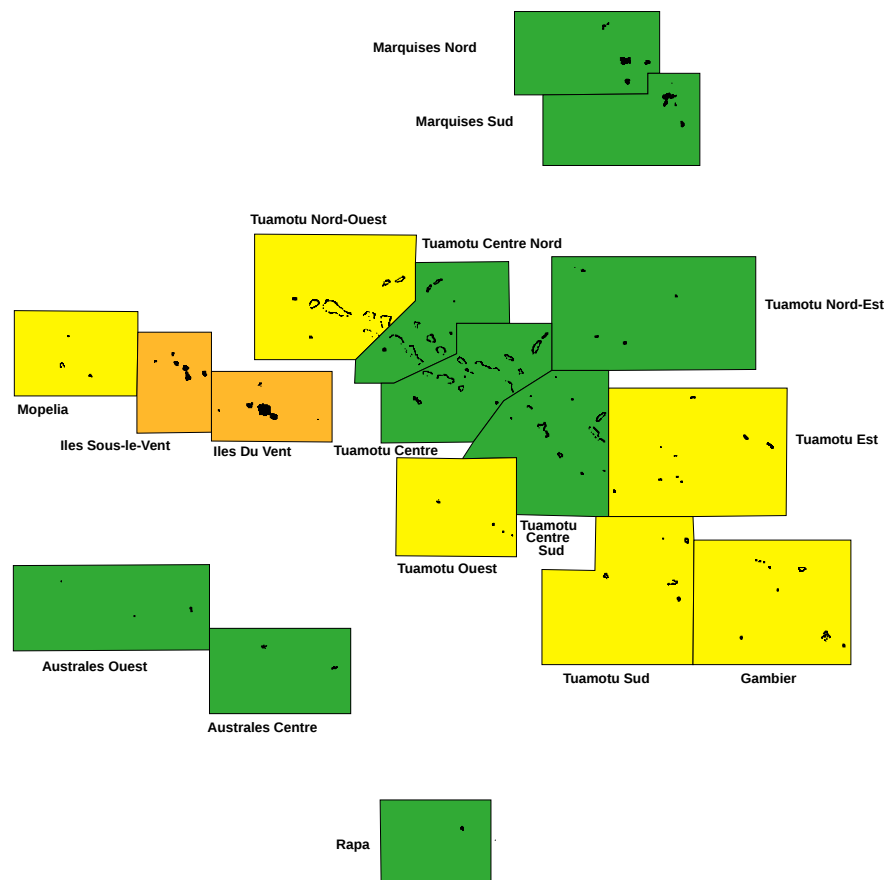 Marquises Nord
Marquises Sud
Tuamotu Nord-Ouest
Tuamotu Centre Nord
Tuamotu Nord-Est
Mopelia
Iles Sous-le-Vent
Iles Du Vent
Tuamotu Centre
Tuamotu Est
Tuamotu
Centre
Sud
Tuamotu Ouest
Australes Ouest
Tuamotu Sud
Gambier
Australes Centre
Rapa